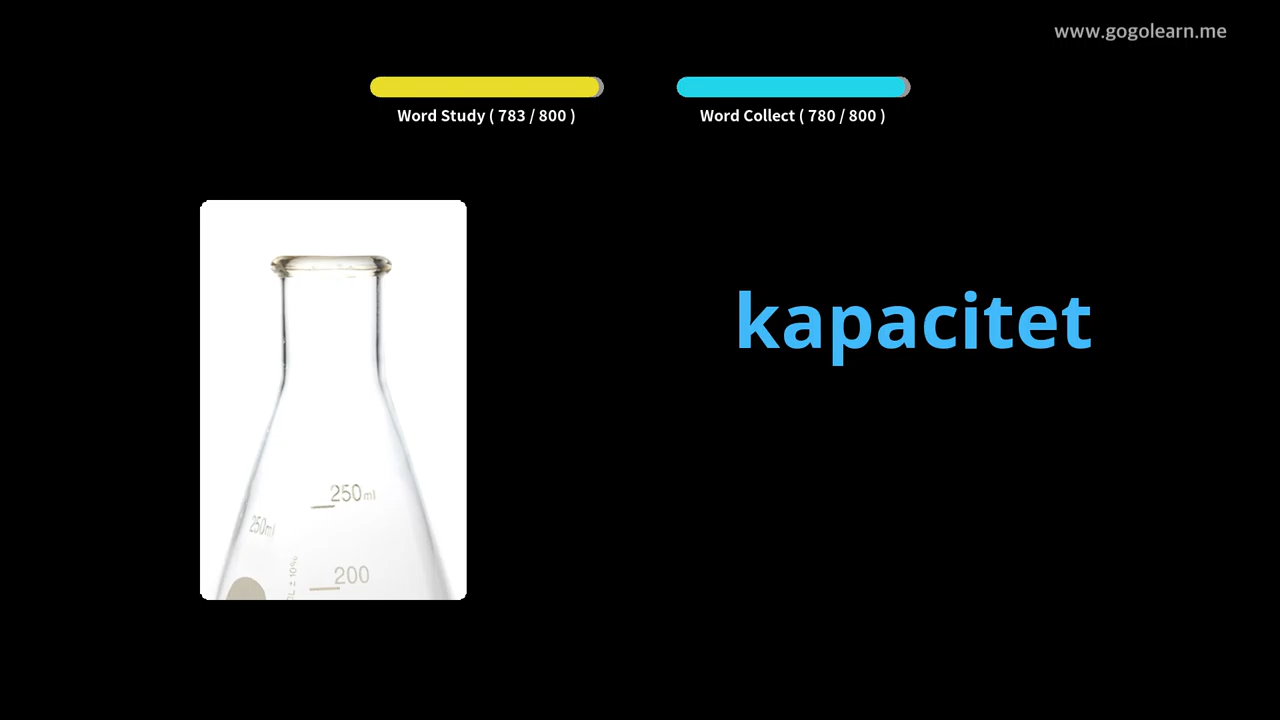 www.gogolearn.me
Word Study ( 783 / 800 )
Word Collect ( 780 / 800 )
kapacitet
250ml
250ml
200